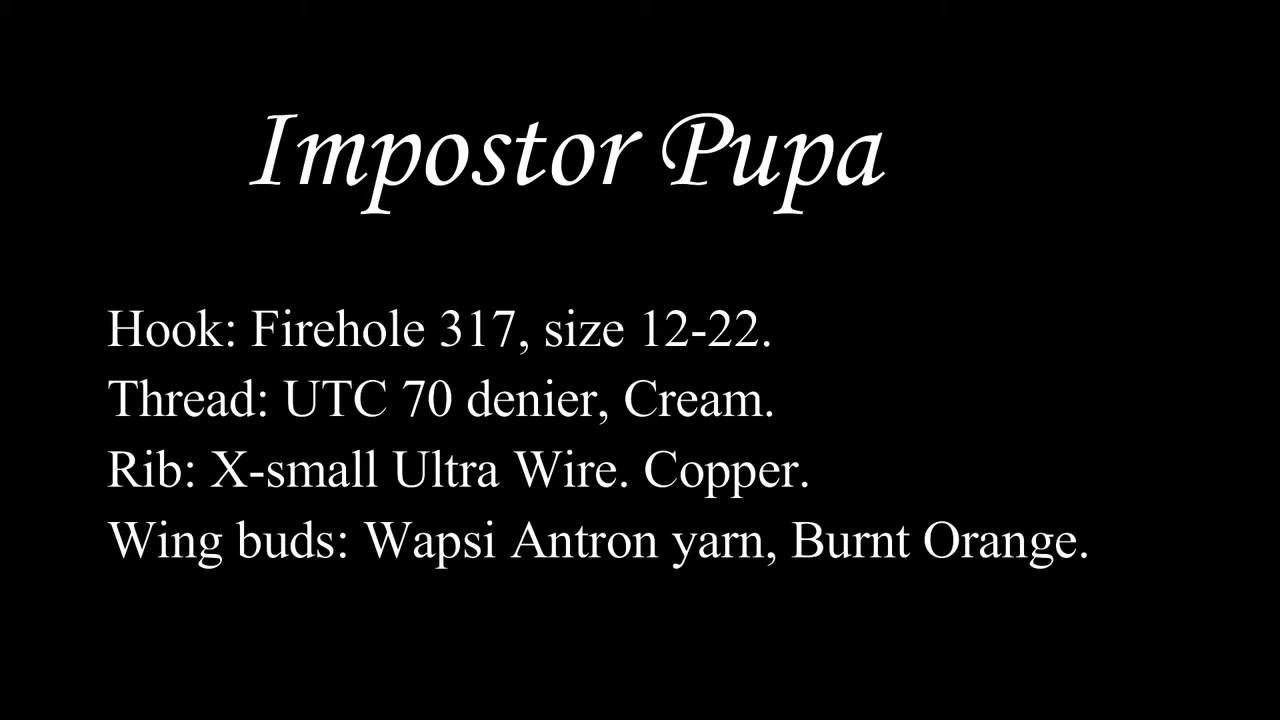 Impostor Pupa
Hook: Firehole 317, size 12-22.
Thread: UTC 70 denier, Cream.
Rib: X-small Ultra Wire. Copper.
Wing buds: Wapsi Antron yarn, Burnt Orange.